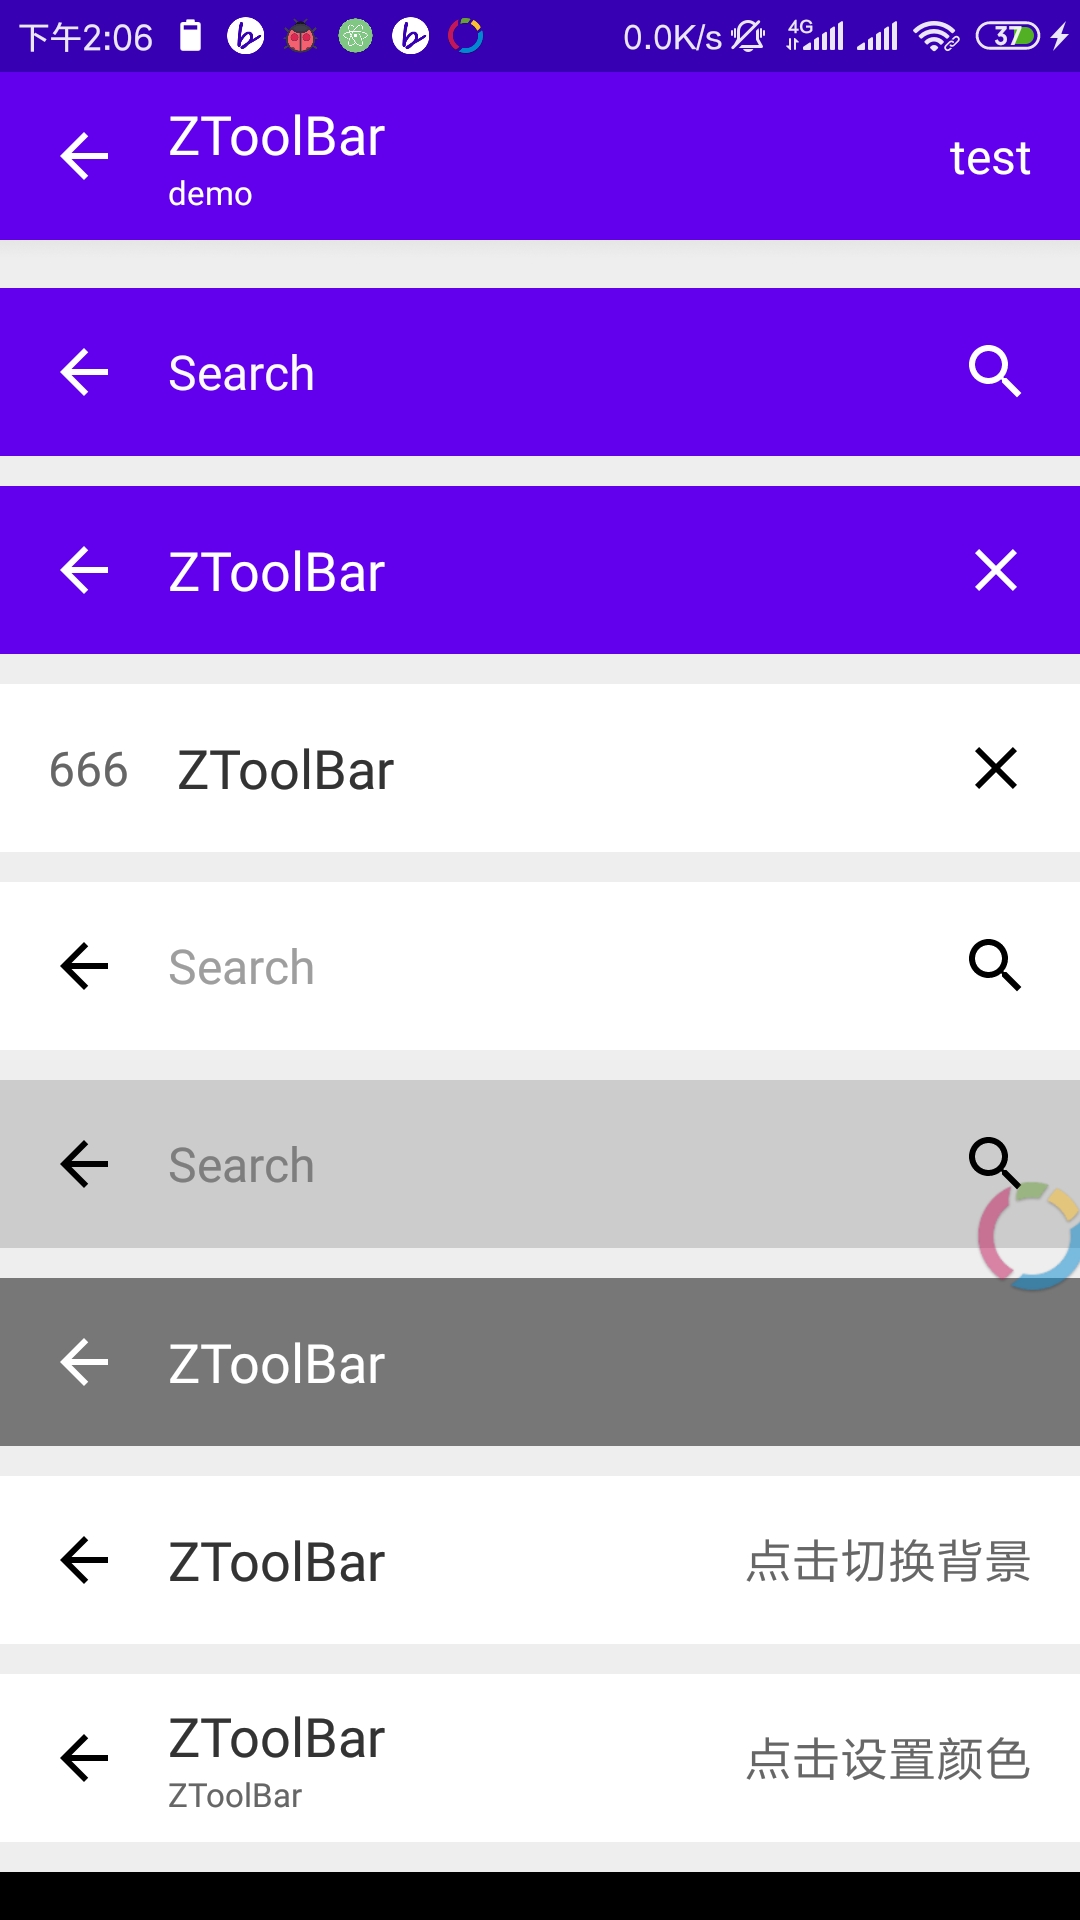 下午2:06 0.0K/s 4G 37
ZToolBar
demo
test
Search
ZToolBar
666 ZToolBar
Search
Search
ZToolBar
ZToolBar 点击切换背景
ZToolBar
ZToolBar
点击设置颜色